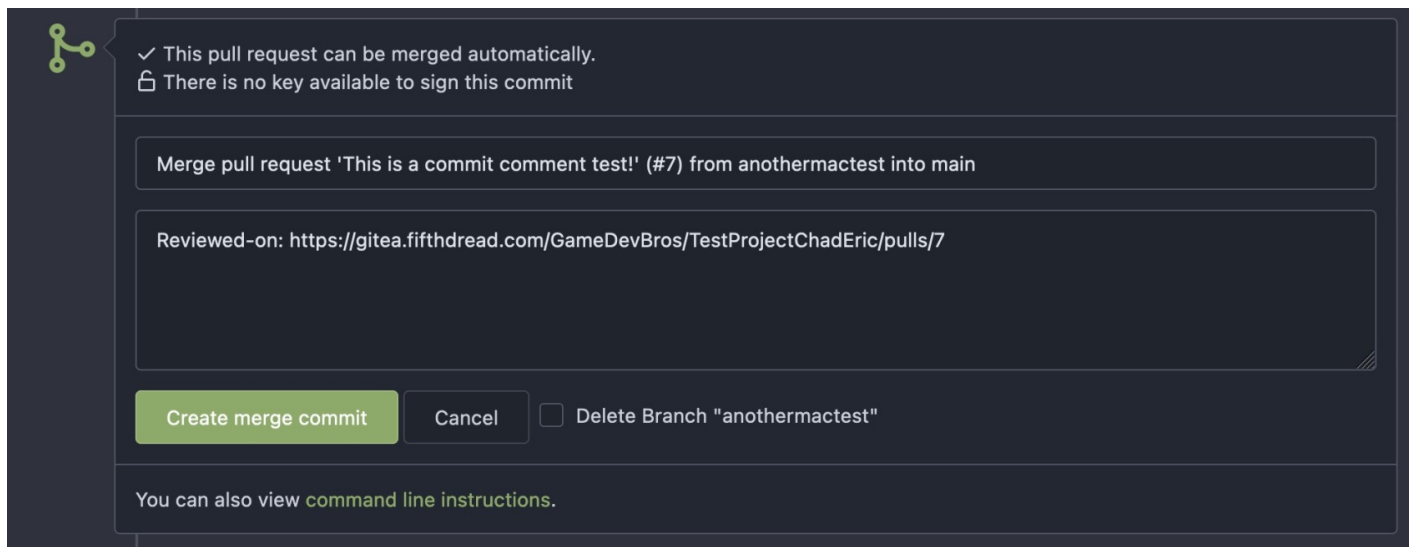 This pull request can be merged automatically.
There is no key available to sign this commit
Merge pull request 'This is a commit comment test!' (#7) from anothermactest into main
Reviewed-on: https://gitea.fifthdread.com/GameDevBros/TestProjectChadEric/pulls/7
Create merge commit Cancel Delete Branch "anothermactest"
You can also view command line instructions.